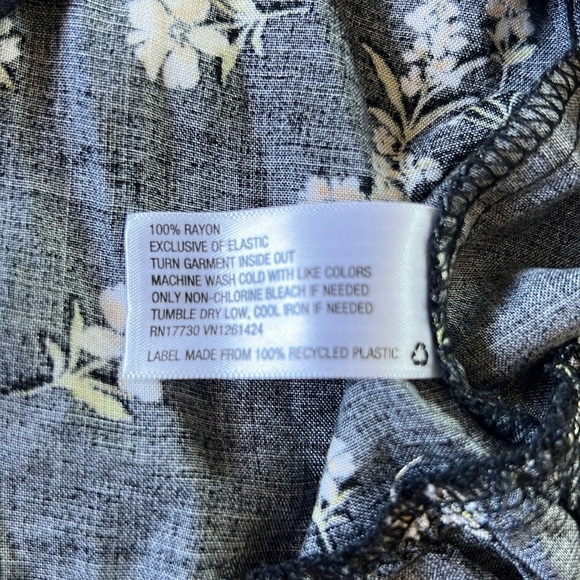 100% RAYON
EXCLUSIVE OF ELASTIC
TURN GARMENT INSIDE OUT
MACHINE WASH COLD WITH LIKE COLORS
ONLY NON-CHLORINE BLEACH IF NEEDED
TUMBLE DRY LOW, COOL IRON IF NEEDED
RN17730 VN1261424
LABEL MADE FROM 100% RECYCLED PLASTIC